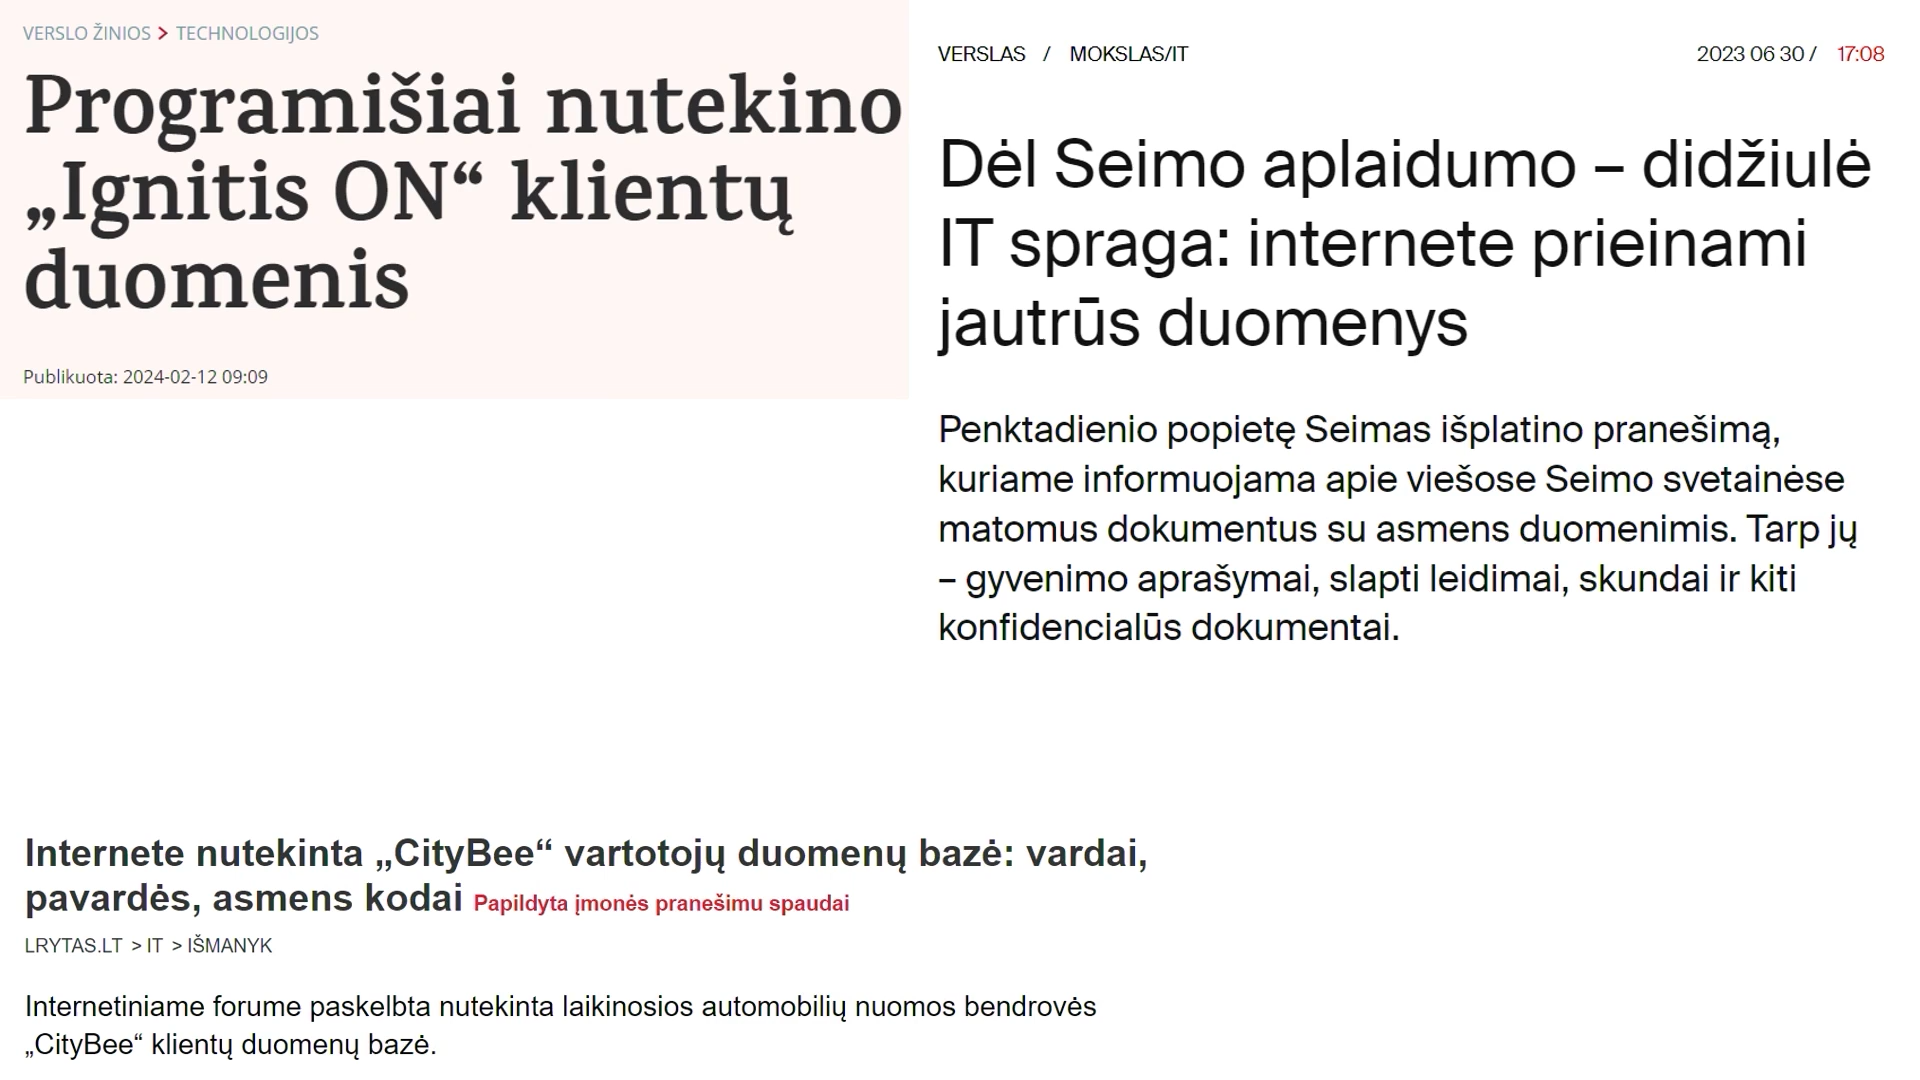 VERSLO ŽINIOS > TECHNOLOGIJOS
Programišiai nutekino
„Ignitis ON“ klientų
duomenis
Publikuota: 2024-02-12 09:09
VERSLAS / MOKSLAS/IT
2023 06 30 / 17:08
Dėl Seimo aplaidumo – didžiulė
IT spraga: internete prieinami
jautrūs duomenys
Penktadienio popietę Seimas išplatino pranešimą,
kuriame informuojama apie viešose Seimo svetainėse
matomus dokumentus su asmens duomenimis. Tarp jų
– gyvenimo aprašymai, slapti leidimai, skundai ir kiti
konfidencialūs dokumentai.
Internete nutekinta „CityBee“ vartotojų duomenų bazė: vardai,
pavardės, asmens kodai Papildyta įmonės pranešimu spaudai
LRYTAS.LT > IT > IŠMANYK
Internetiniame forume paskelbta nutekinta laikinosios automobilių nuomos bendrovės
„CityBee“ klientų duomenų bazė.